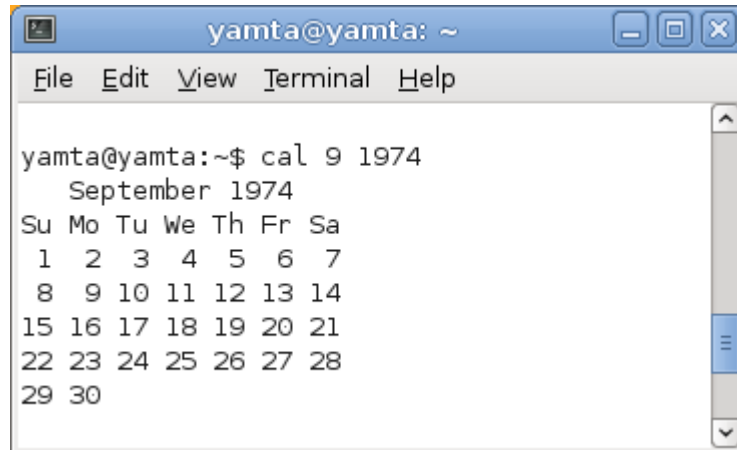 yamta@yamta: ~
File Edit View Terminal Help
yamta@yamta:~$ cal 9 1974
   September 1974
Su Mo Tu We Th Fr Sa
 1  2  3  4  5  6  7
 8  9 10 11 12 13 14
15 16 17 18 19 20 21
22 23 24 25 26 27 28
29 30